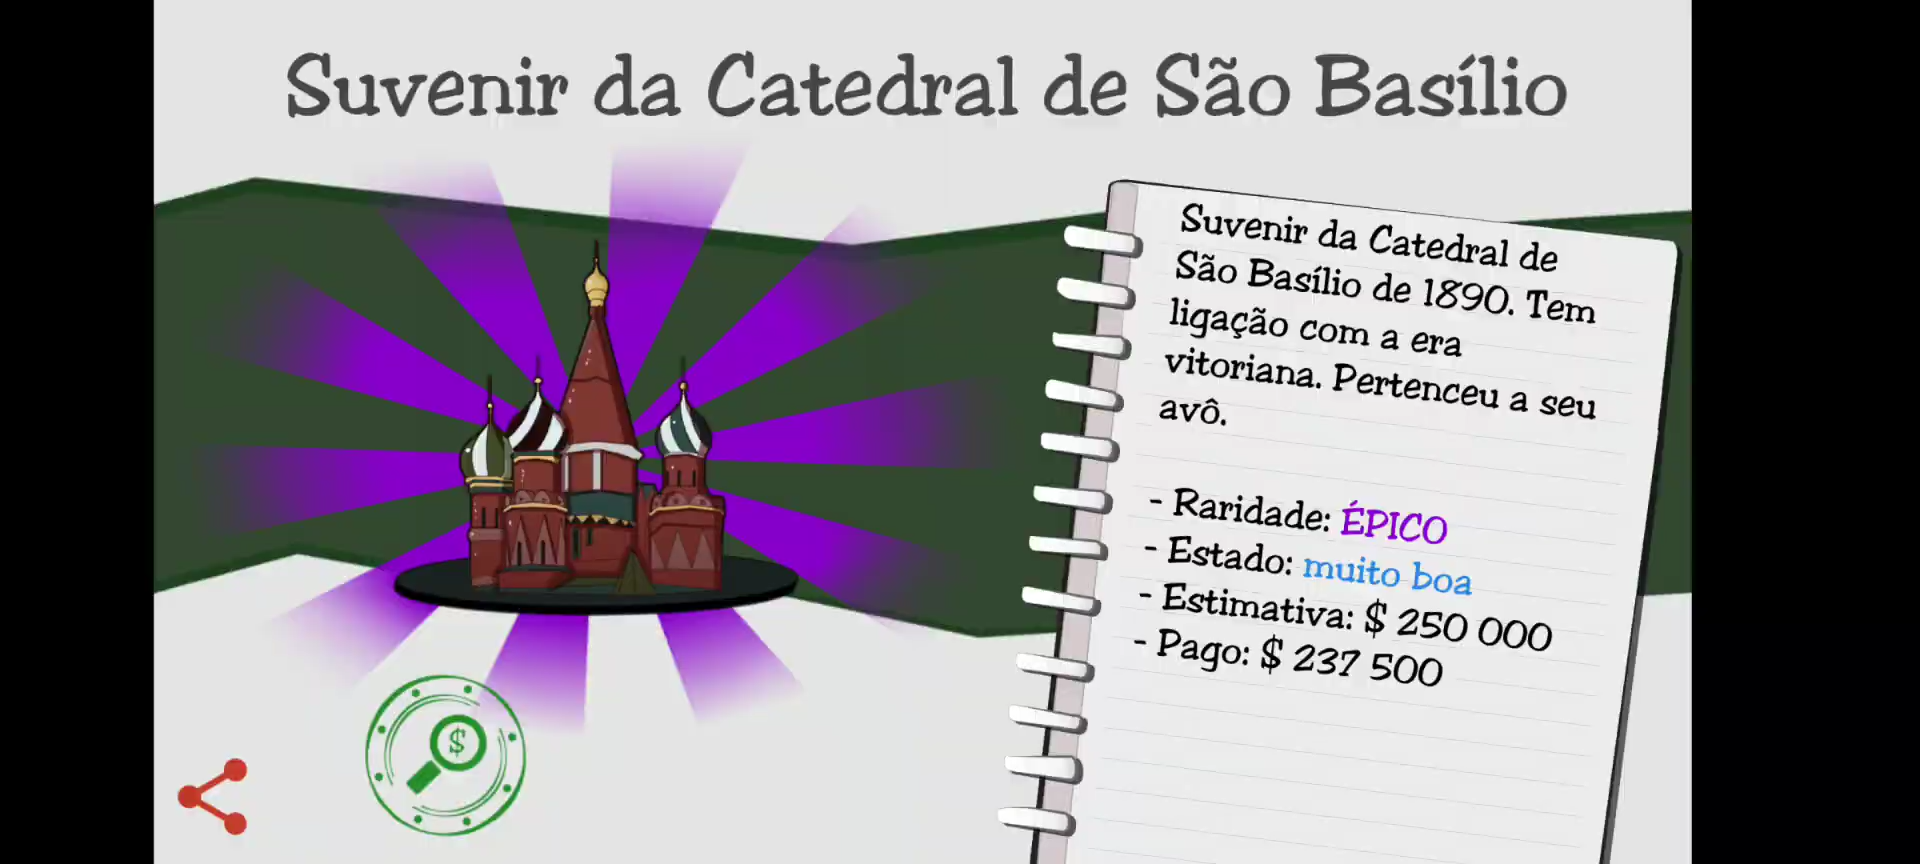 Suvenir da Catedral de São Basílio
Suvenir da Catedral de
São Basílio de 1890. Tem
ligação com a era
vitoriana. Pertenceu a seu
avô.
- Raridade: ÉPICO
- Estado: muito boa
- Estimativa: $ 250 000
- Pago: $ 237 500
$